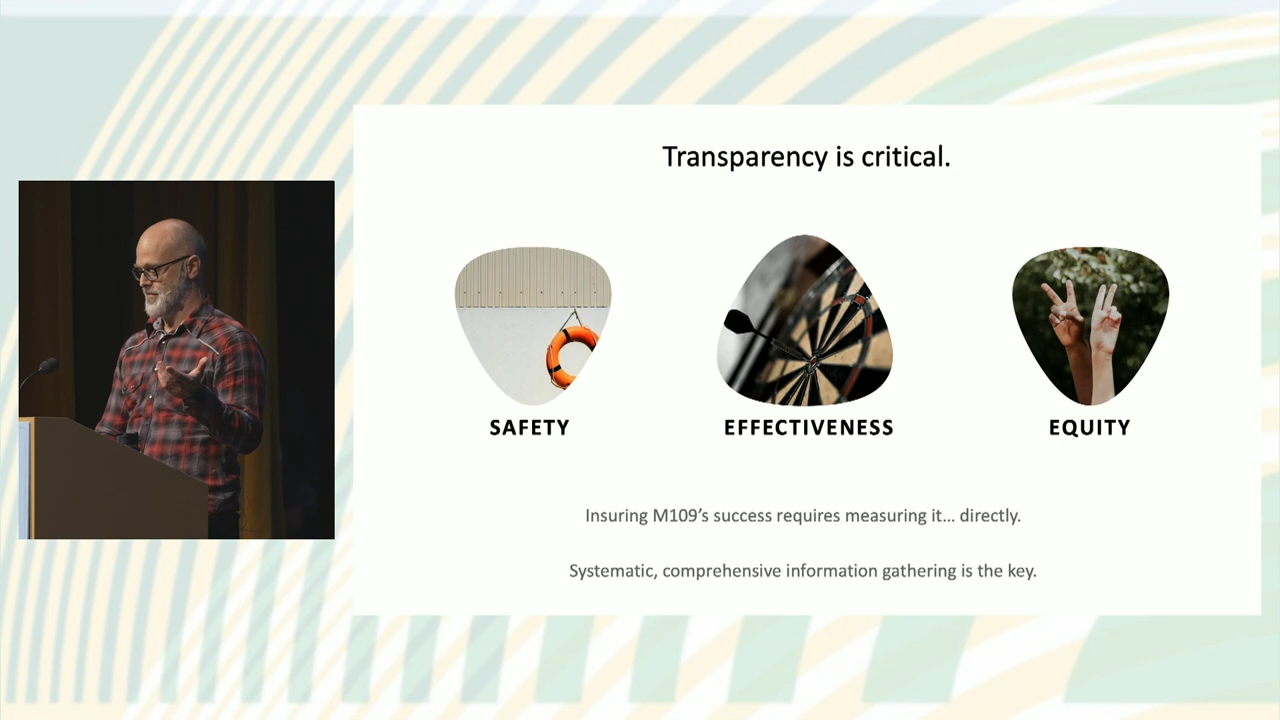 Transparency is critical.
SAFETY
EFFECTIVENESS
EQUITY
Insuring M109’s success requires measuring it... directly.
Systematic, comprehensive information gathering is the key.